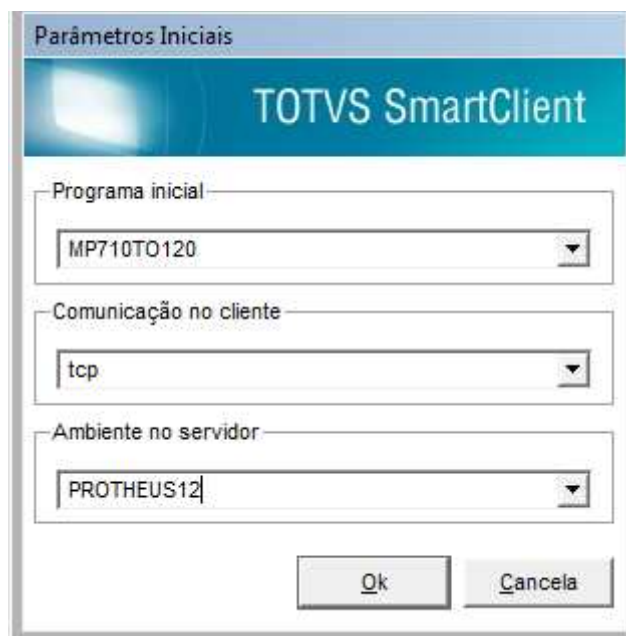 Parâmetros Iniciais
TOTVS SmartClient
Programa inicial
MP710TO120
Comunicação no cliente
tcp
Ambiente no servidor
PROTHEUS12
Ok Cancela